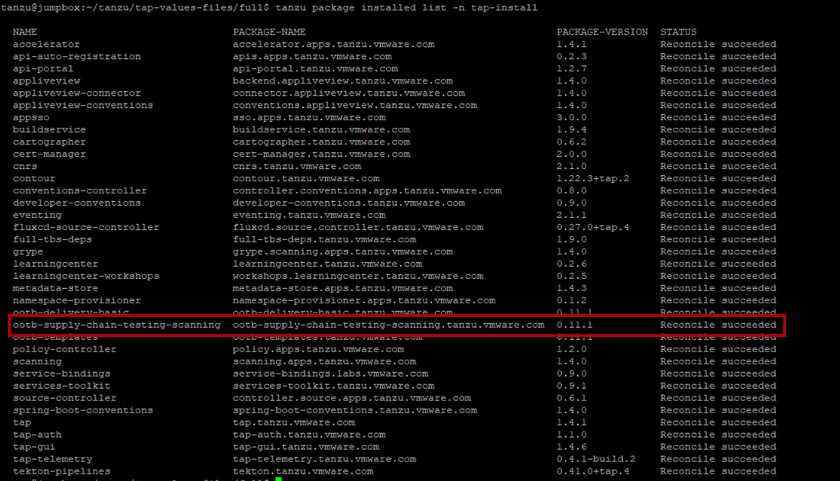 tanzu@jumpbox:~/tanzu/tap-values-files/full$ tanzu package installed list -n tap-install
NAME PACKAGE-NAME PACKAGE-VERSION STATUS
accelerator accelerator.apps.tanzu.vmware.com 1.4.1 Reconcile succeeded
api-auto-registration apis.apps.tanzu.vmware.com 0.2.3 Reconcile succeeded
api-portal api-portal.tanzu.vmware.com 1.2.7 Reconcile succeeded
appliveview backend.appliveview.tanzu.vmware.com 1.4.0 Reconcile succeeded
appliveview-connector connector.appliveview.tanzu.vmware.com 1.4.0 Reconcile succeeded
appliveview-conventions conventions.appliveview.tanzu.vmware.com 1.4.0 Reconcile succeeded
appsso sso.apps.tanzu.vmware.com 3.0.0 Reconcile succeeded
buildservice buildservice.tanzu.vmware.com 1.9.4 Reconcile succeeded
cartographer cartographer.tanzu.vmware.com 0.6.2 Reconcile succeeded
cert-manager cert-manager.tanzu.vmware.com 2.0.0 Reconcile succeeded
cnrs cnrs.tanzu.vmware.com 2.1.0 Reconcile succeeded
contour contour.tanzu.vmware.com 1.22.3+tap.2 Reconcile succeeded
conventions-controller controller.conventions.apps.tanzu.vmware.com 0.8.0 Reconcile succeeded
developer-conventions developer-conventions.tanzu.vmware.com 0.9.0 Reconcile succeeded
eventing eventing.tanzu.vmware.com 2.1.1 Reconcile succeeded
fluxcd-source-controller fluxcd.source.controller.tanzu.vmware.com 0.27.0+tap.4 Reconcile succeeded
full-tbs-deps full-tbs-deps.tanzu.vmware.com 1.9.0 Reconcile succeeded
grype grype.scanning.apps.tanzu.vmware.com 1.4.0 Reconcile succeeded
learningcenter learningcenter.tanzu.vmware.com 0.2.6 Reconcile succeeded
learningcenter-workshops workshops.learningcenter.tanzu.vmware.com 0.2.5 Reconcile succeeded
metadata-store metadata-store.apps.tanzu.vmware.com 1.4.3 Reconcile succeeded
namespace-provisioner namespace-provisioner.apps.tanzu.vmware.com 0.1.2 Reconcile succeeded
ootb-delivery-basic ootb-delivery-basic.tanzu.vmware.com 0.11.1 Reconcile succeeded
ootb-supply-chain-testing-scanning ootb-supply-chain-testing-scanning.tanzu.vmware.com 0.11.1 Reconcile succeeded
ootb-templates ootb-templates.tanzu.vmware.com 0.11.1 Reconcile succeeded
policy-controller policy.apps.tanzu.vmware.com 1.2.0 Reconcile succeeded
scanning scanning.apps.tanzu.vmware.com 1.4.0 Reconcile succeeded
service-bindings service-bindings.labs.vmware.com 0.9.0 Reconcile succeeded
services-toolkit services-toolkit.tanzu.vmware.com 0.9.1 Reconcile succeeded
source-controller controller.source.apps.tanzu.vmware.com 0.6.1 Reconcile succeeded
spring-boot-conventions spring-boot-conventions.tanzu.vmware.com 1.4.0 Reconcile succeeded
tap tap.tanzu.vmware.com 1.4.1 Reconcile succeeded
tap-auth tap-auth.tanzu.vmware.com 1.1.0 Reconcile succeeded
tap-gui tap-gui.tanzu.vmware.com 1.4.6 Reconcile succeeded
tap-telemetry tap-telemetry.tanzu.vmware.com 0.4.1-build.2 Reconcile succeeded
tekton-pipelines tekton.tanzu.vmware.com 0.41.0+tap.4 Reconcile succeeded